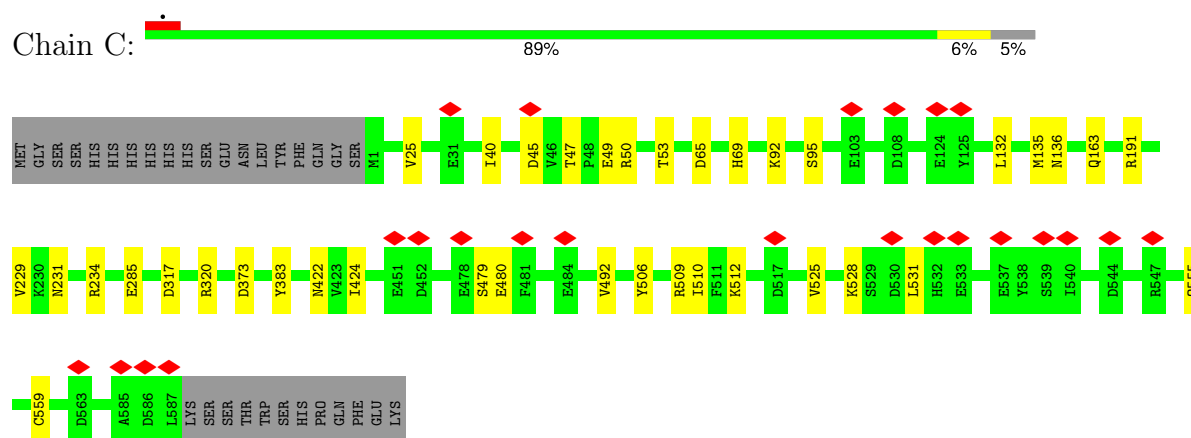 Chain C:
89% 6% 5%
MET GLY SER SER HIS HIS HIS HIS HIS HIS SER GLU ASN LEU TYR PHE GLN GLY SER M1 V25 E31 I40 D45 V46 T47 P48 E49 R50 T53 D65 H69 K92 S95 E103 D108 E124 Y125 L132 M135 N136 Q163 R191
V229 K230 N231 R234 E285 D317 R320 D373 Y383 N422 V423 I424 E451 D452 E478 S479 E480 F481 E484 V492 Y506 R509 I510 F511 K512 D517 V525 K528 S529 D530 L531 H532 E533 E537 Y538 S539 I540 D544 R547
C559 D563 A585 D586 L587 LYS SER SER THR TRP SER HIS PRO GLN PHE GLU LYS